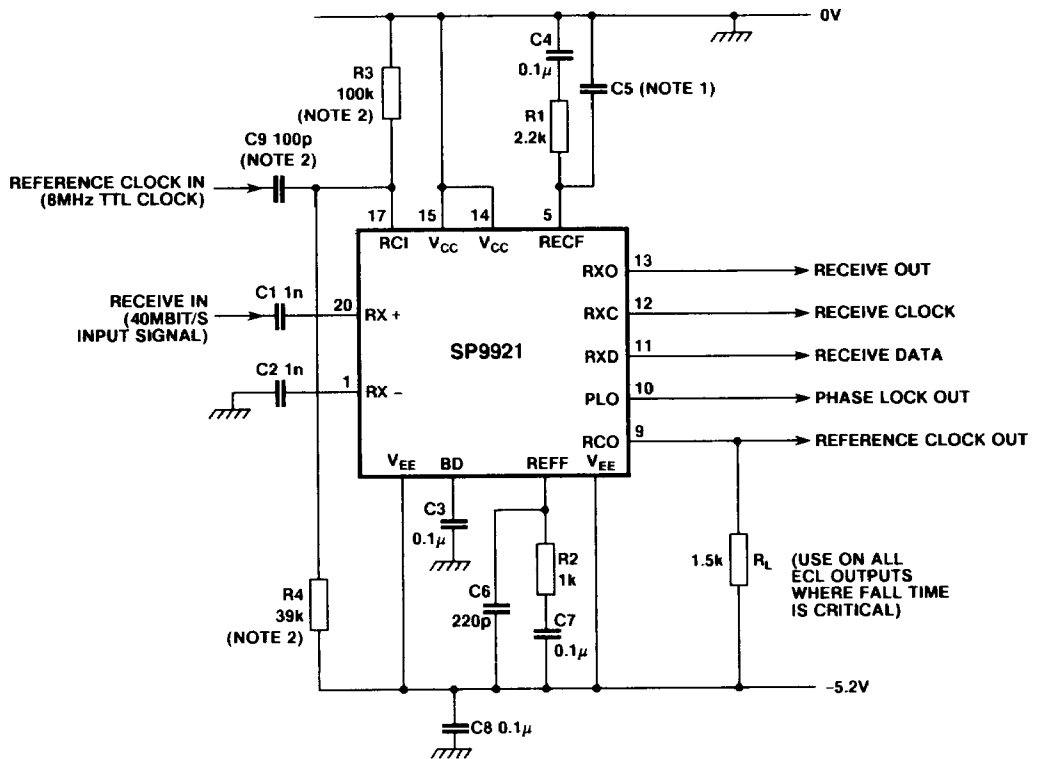 0V
C4
0.1µ
R3
100k
(NOTE 2)
C5 (NOTE 1)
R1
2.2k
C9 100p
(NOTE 2)
REFERENCE CLOCK IN
(8MHz TTL CLOCK)
17
15
14
5
RCI
VCC
VCC
RECF
RXO
13
RECEIVE OUT
C1 1n
RECEIVE IN
(40MBIT/S
INPUT SIGNAL)
20
RX +
RXC
12
RECEIVE CLOCK
SP9921
RXD
11
RECEIVE DATA
C2 1n
1
RX −
PLO
10
PHASE LOCK OUT
RCO
9
REFERENCE CLOCK OUT
VEE
BD
REFF
VEE
C3
0.1µ
R2
1k
1.5k
RL
(USE ON ALL
ECL OUTPUTS
WHERE FALL TIME
IS CRITICAL)
R4
39k
(NOTE 2)
C6
220p
C7
0.1µ
−5.2V
C8 0.1µ